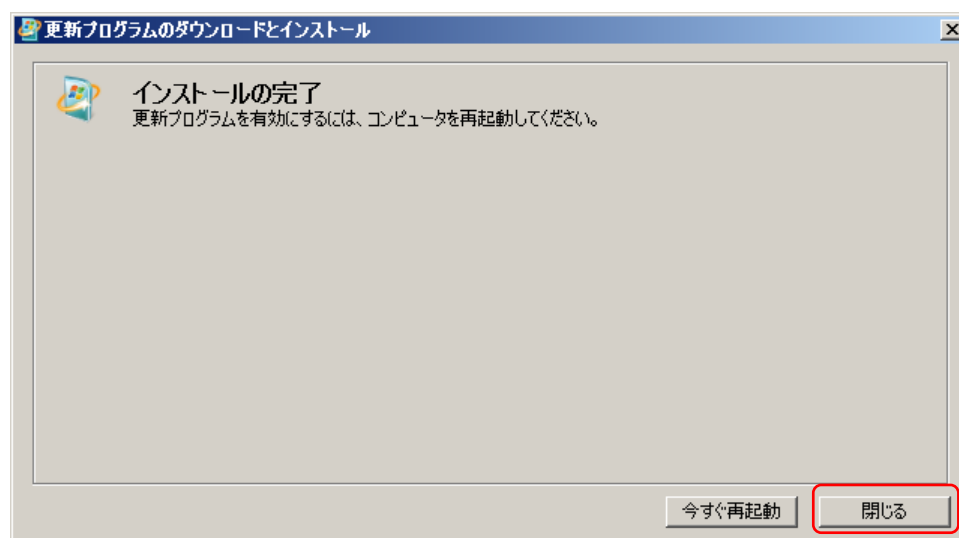 更新プログラムのダウンロードとインストール
インストールの完了
更新プログラムを有効にするには、コンピュータを再起動してください。
今すぐ再起動
閉じる